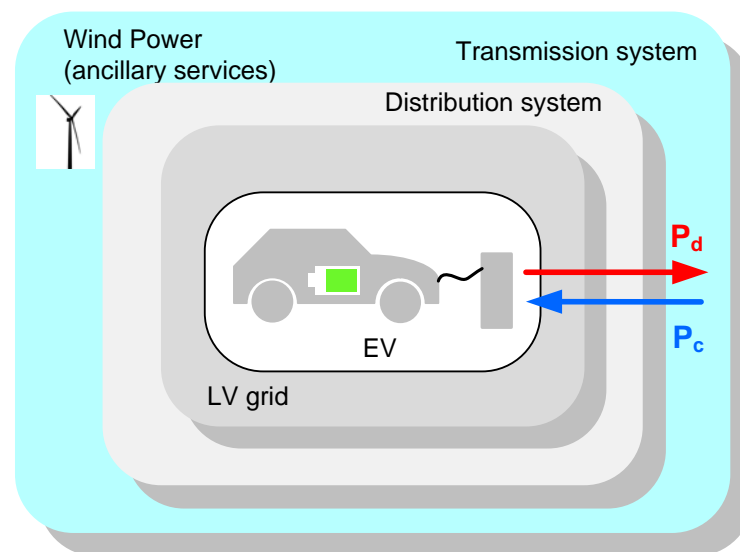 Wind Power
(ancillary services)
Transmission system
Distribution system
Pd
Pc
EV
LV grid